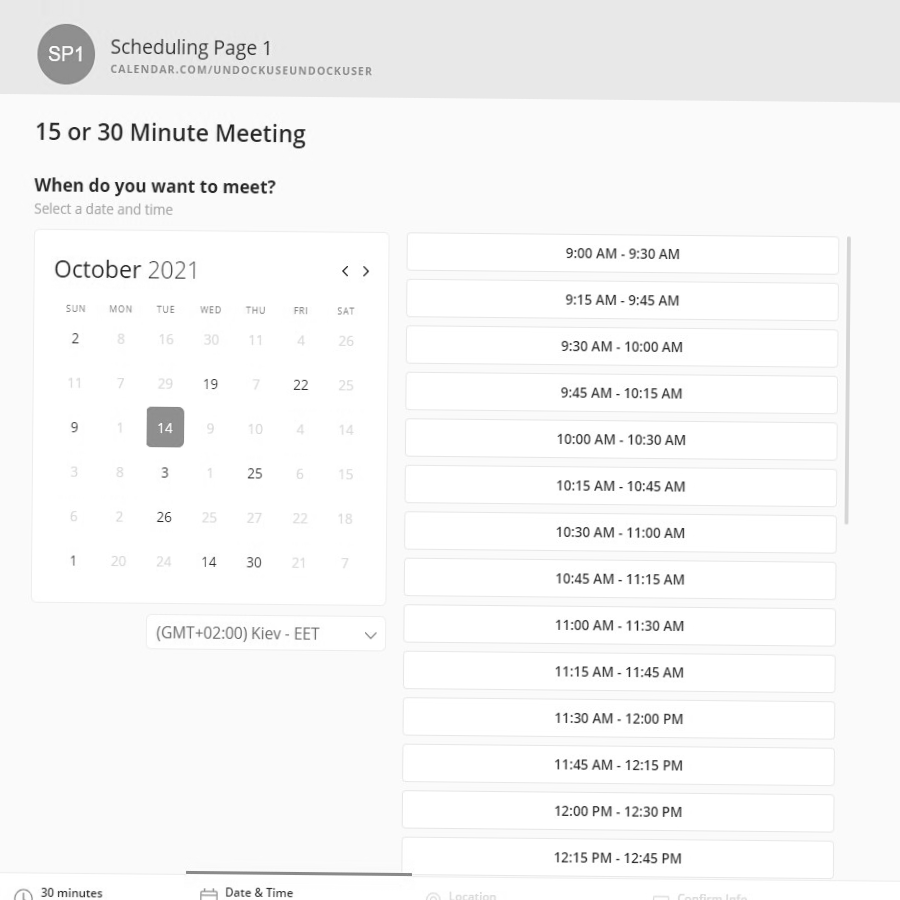 SP1
Scheduling Page 1
CALENDAR.COM/UNDOCKUSEUNDOCKUSER
15 or 30 Minute Meeting
When do you want to meet?
Select a date and time
October 2021
SUN MON TUE WED THU FRI SAT
2 8 16 30 11 4 26
11 7 29 19 7 22 25
9 1 14 9 10 4 14
3 8 3 1 25 6 15
6 2 26 25 27 22 18
1 20 24 14 30 21 7
(GMT+02:00) Kiev - EET
9:00 AM - 9:30 AM
9:15 AM - 9:45 AM
9:30 AM - 10:00 AM
9:45 AM - 10:15 AM
10:00 AM - 10:30 AM
10:15 AM - 10:45 AM
10:30 AM - 11:00 AM
10:45 AM - 11:15 AM
11:00 AM - 11:30 AM
11:15 AM - 11:45 AM
11:30 AM - 12:00 PM
11:45 AM - 12:15 PM
12:00 PM - 12:30 PM
12:15 PM - 12:45 PM
30 minutes
Date & Time
Location
Confirm Info